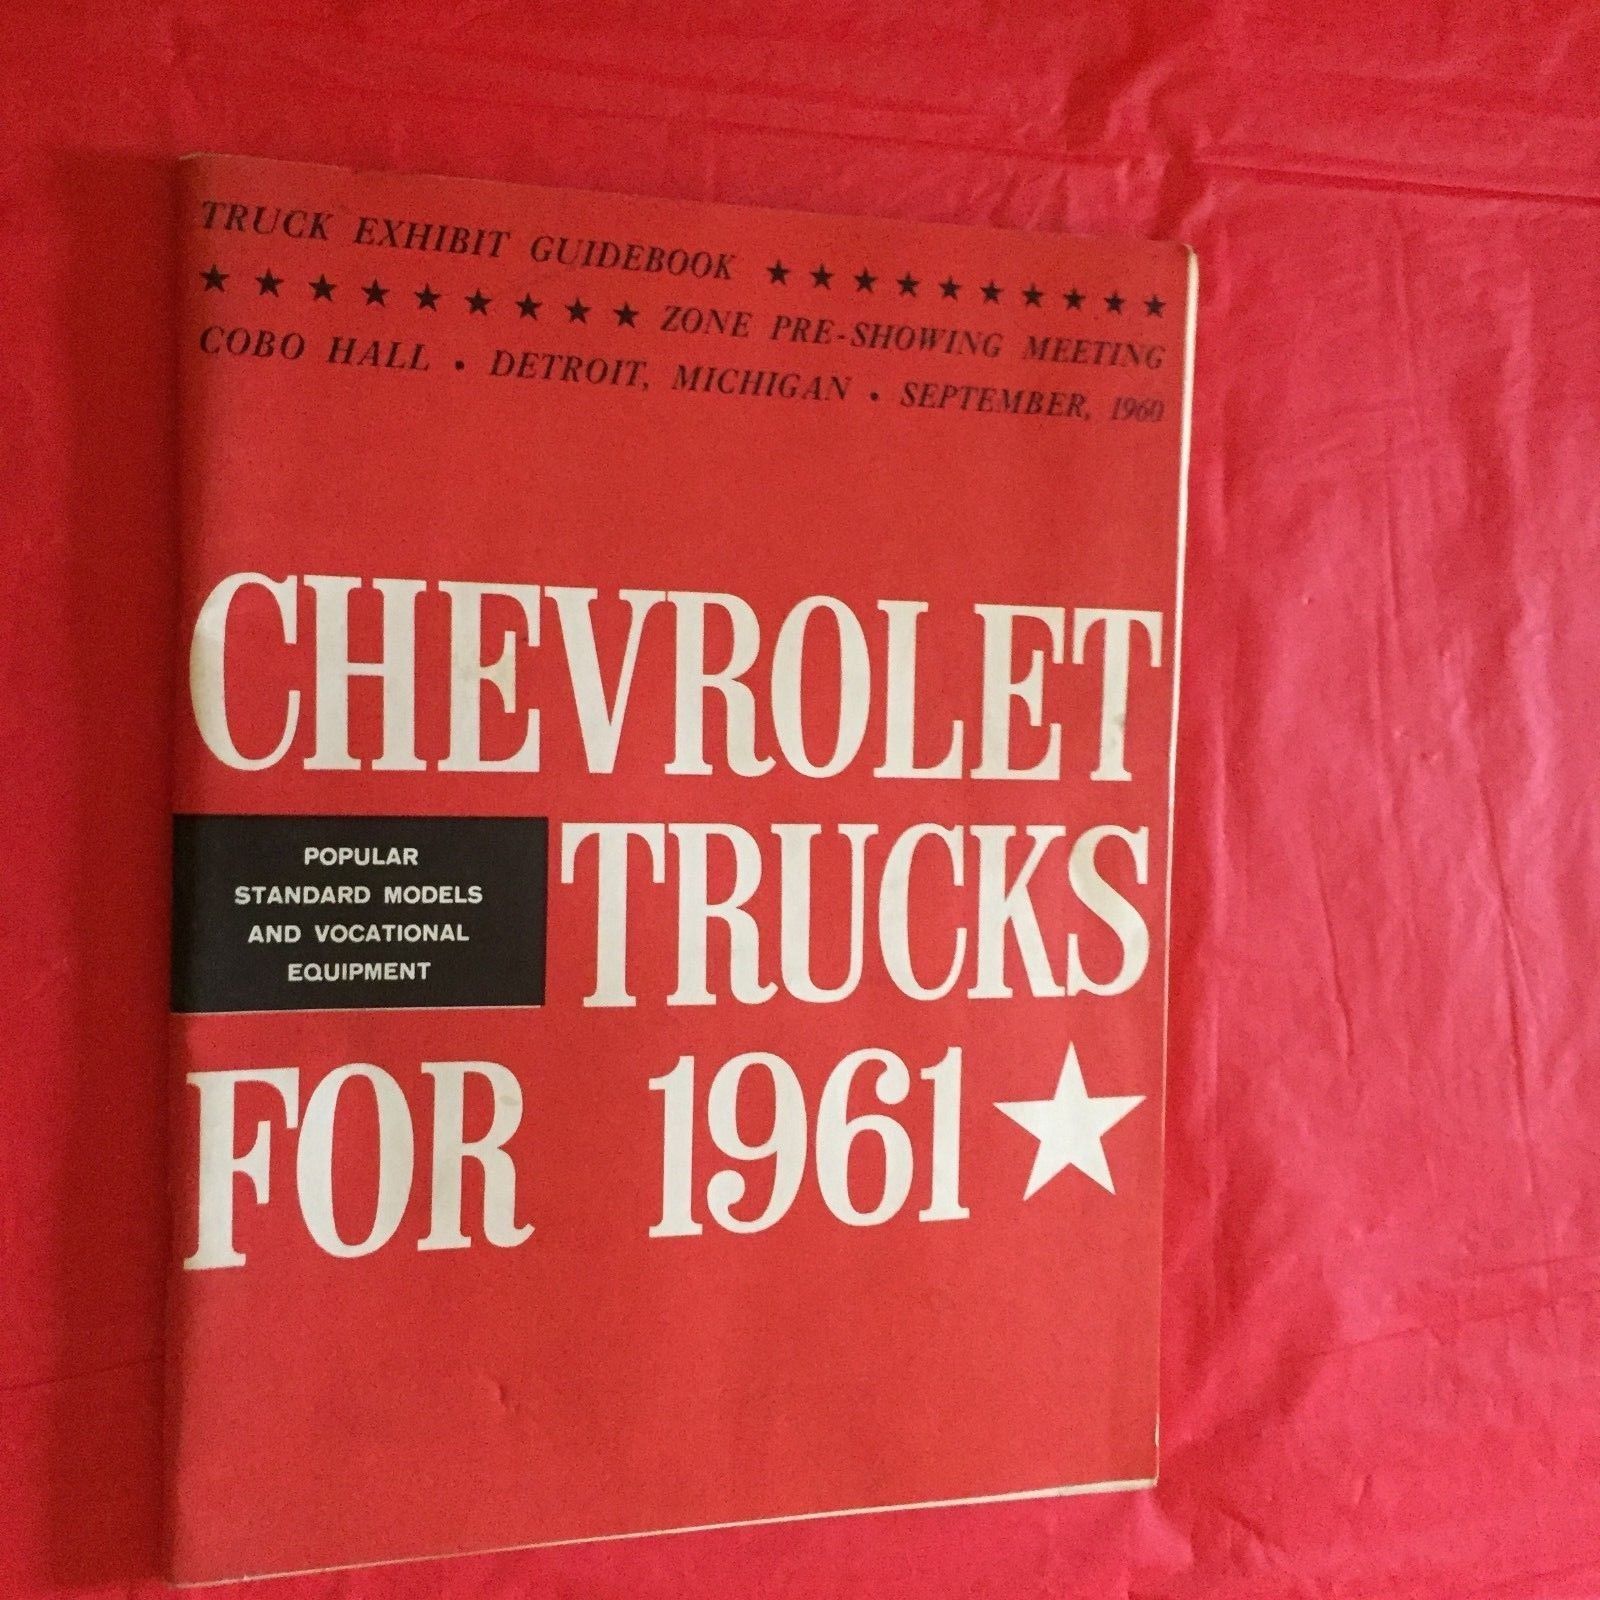 TRUCK EXHIBIT GUIDEBOOK ★ ★ ★ ★ ★ ★ ★ ★ ★ ★
★ ★ ★ ★ ★ ★ ★ ★ ★ ZONE PRE-SHOWING MEETING
COBO HALL • DETROIT, MICHIGAN • SEPTEMBER, 1960
CHEVROLET
POPULAR
STANDARD MODELS
AND VOCATIONAL
EQUIPMENT
TRUCKS
FOR 1961 ★